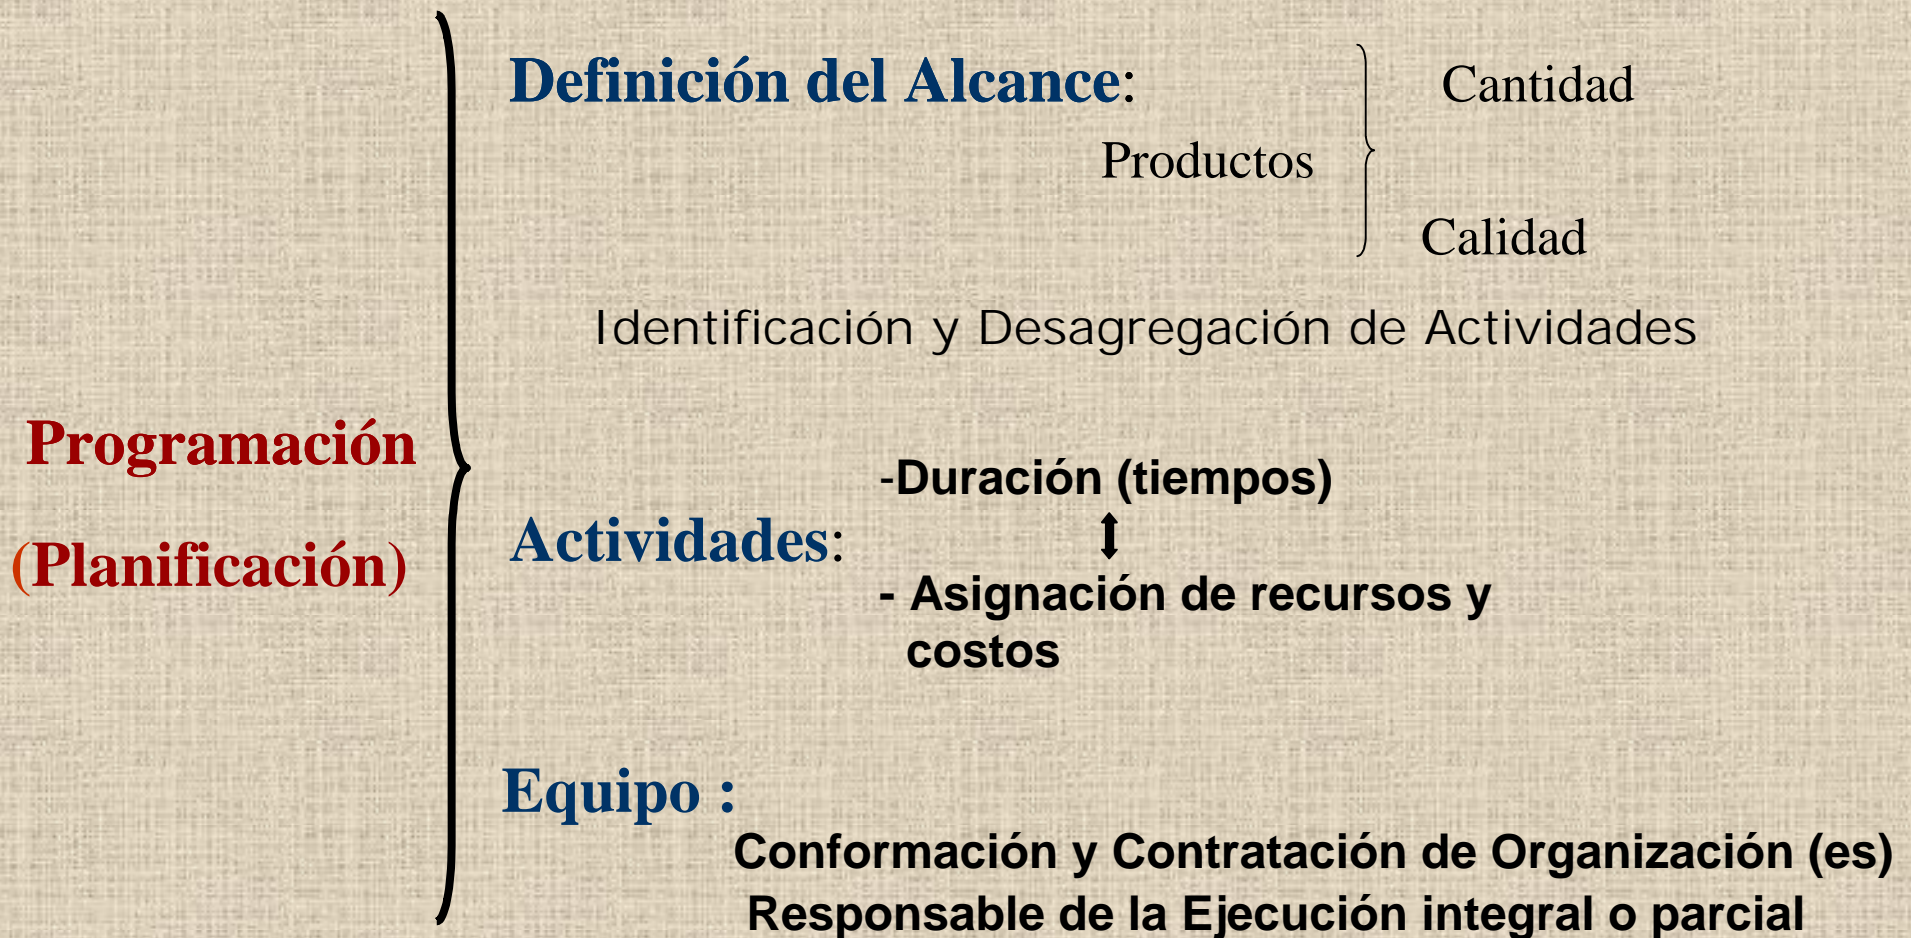 Definición del Alcance:
Cantidad
Productos
Calidad
Identificación y Desagregación de Actividades
Programación
(Planificación)
Actividades:
-Duración (tiempos)
- Asignación de recursos y
costos
Equipo :
Conformación y Contratación de Organización (es)
Responsable de la Ejecución integral o parcial